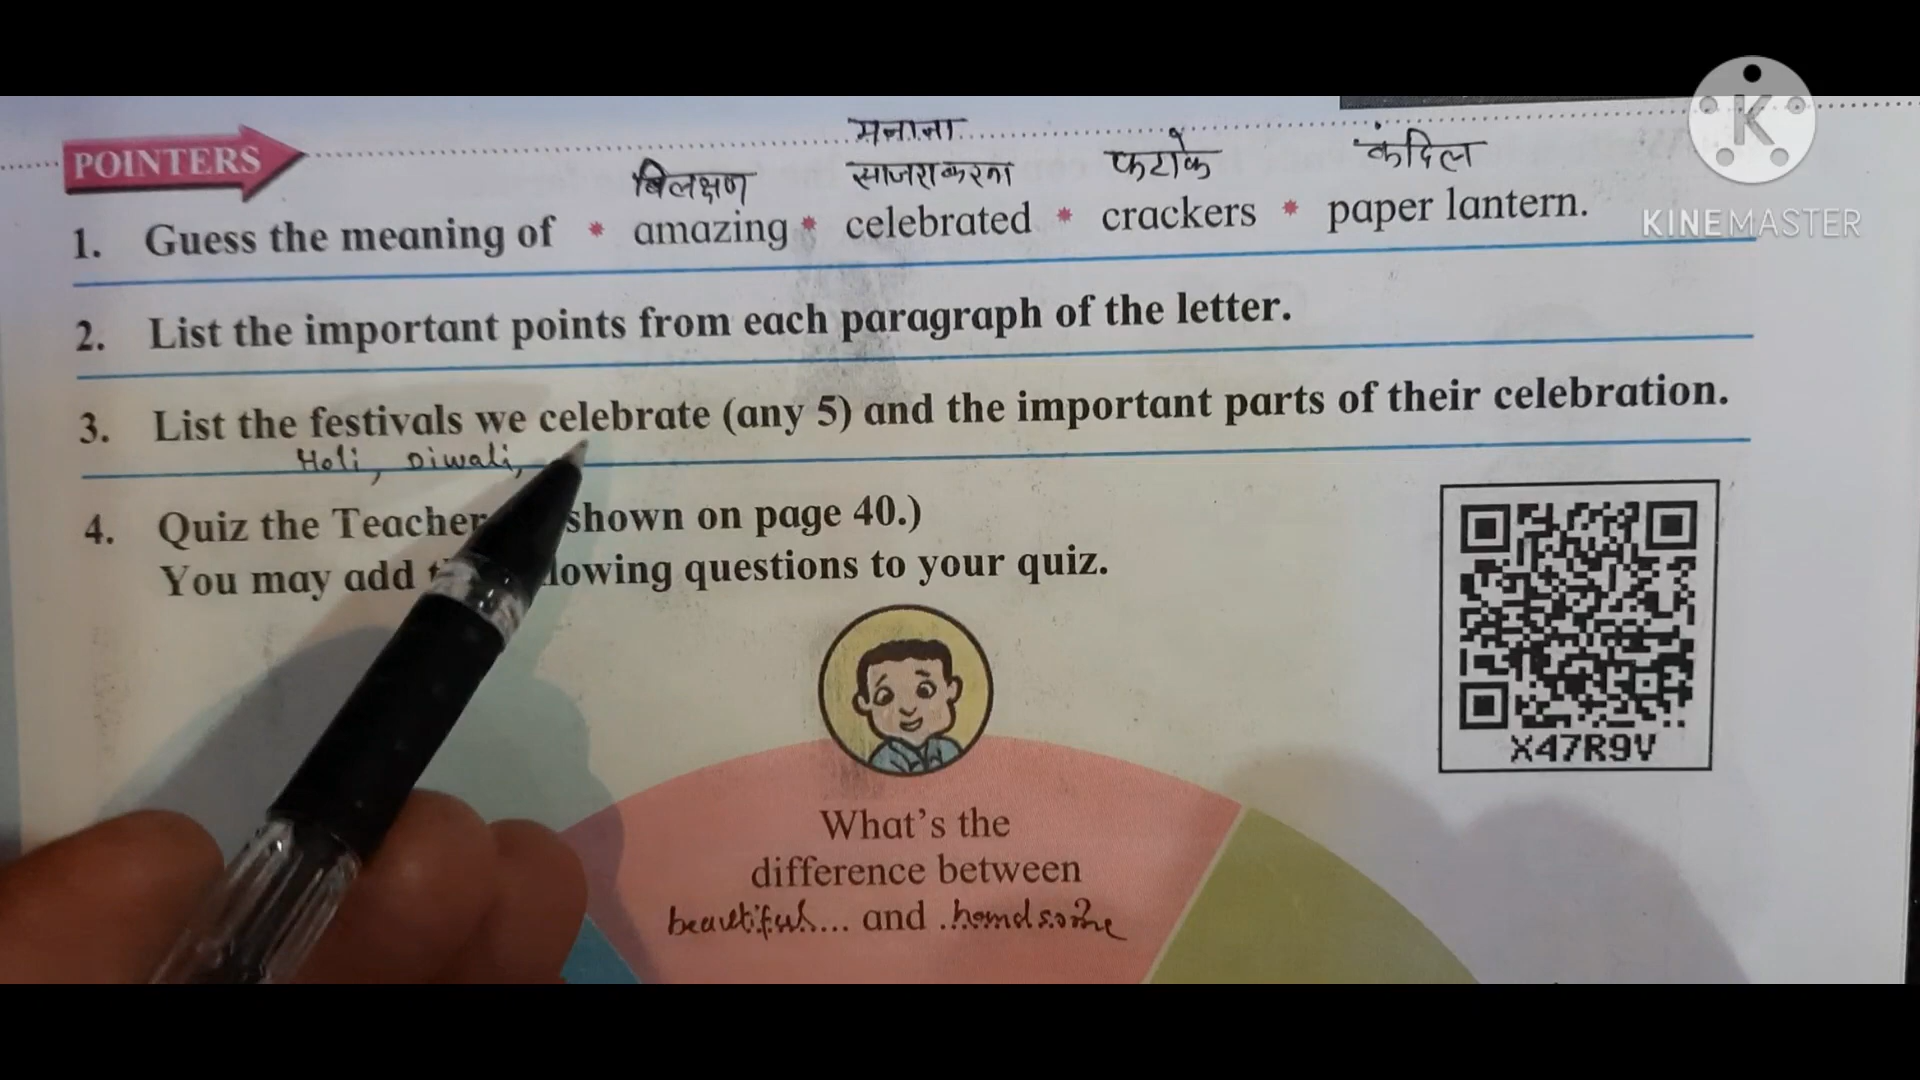 मनाना
बिलक्षण साजरा करना फटाके कंदिल
POINTERS
1. Guess the meaning of * amazing * celebrated * crackers * paper lantern.
2. List the important points from each paragraph of the letter.
3. List the festivals we celebrate (any 5) and the important parts of their celebration.
Holi, Diwali,
4. Quiz the Teacher shown on page 40.)
You may add lowing questions to your quiz.
What's the
difference between
beautiful... and handsome
X47R9V
K
KINEMASTER